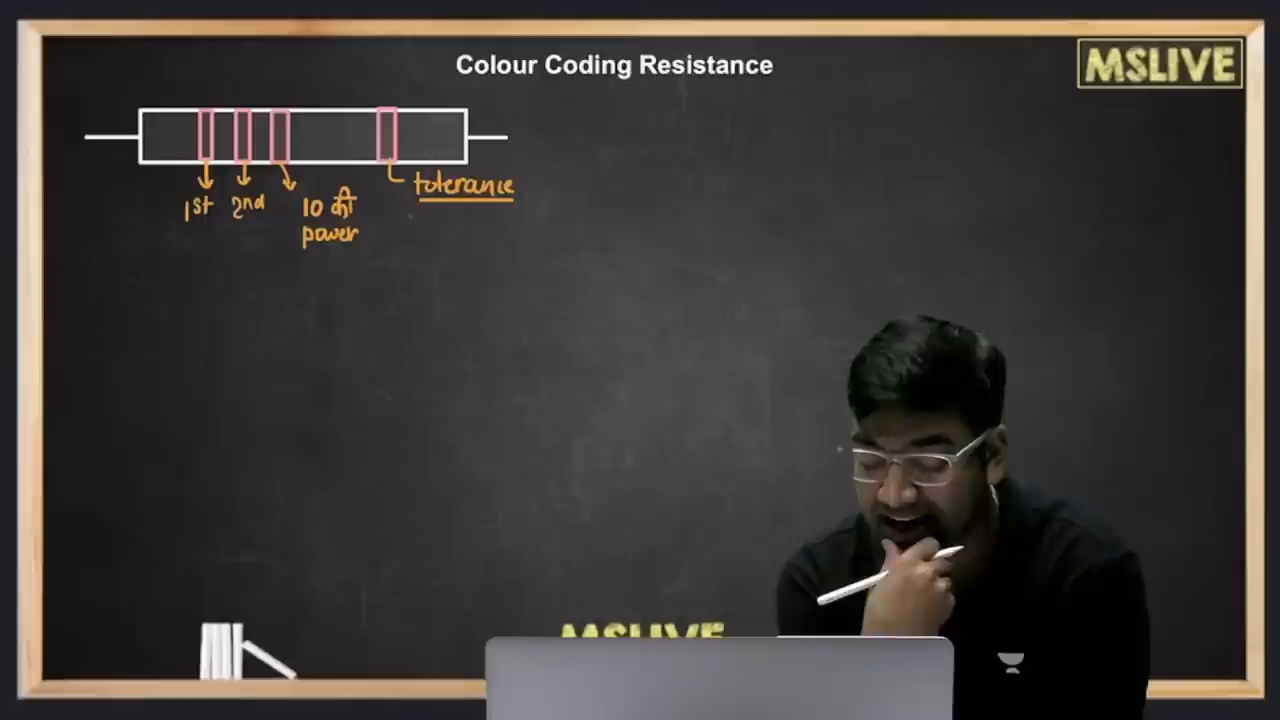 Colour Coding Resistance
MSLIVE
1st 2nd 10 की
power
tolerance
MSLIVE